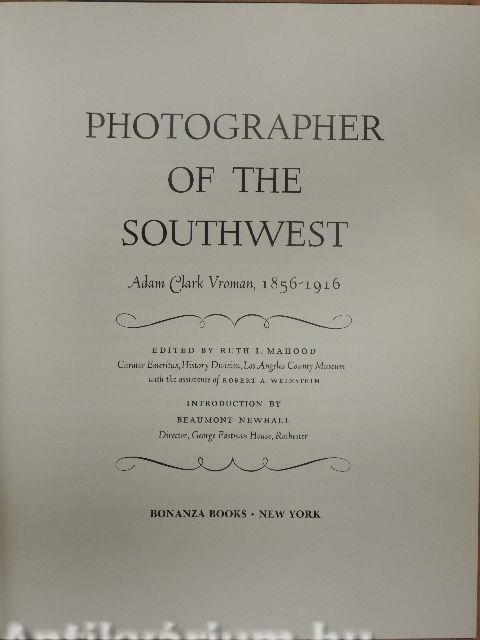 PHOTOGRAPHER
OF THE
SOUTHWEST
Adam Clark Vroman, 1856-1916
EDITED BY RUTH I. MAHOOD
Curator Emeritus, History Division, Los Angeles County Museum
with the assistance of ROBERT A. WEINSTEIN
INTRODUCTION BY
BEAUMONT NEWHALL
Director, George Eastman House, Rochester
BONANZA BOOKS • NEW YORK
Antikvárium.hu